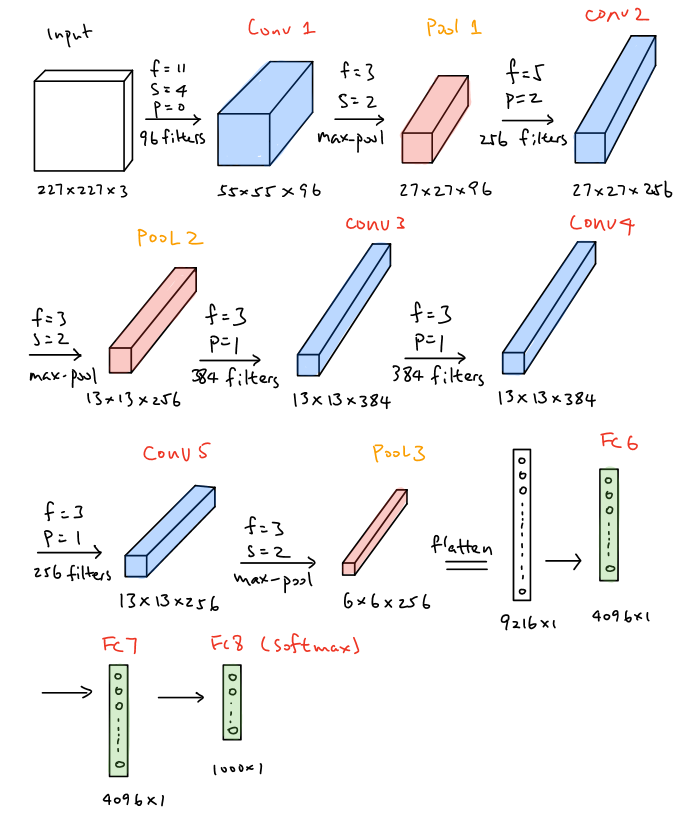 Input
Conv 1
Pool 1
Conv 2
f = 11
S = 4
P = 0
96 filters
f = 3
S = 2
max-pool
f = 5
P = 2
256 filters
227 × 227 × 3
55 × 55 × 96
27 × 27 × 96
27 × 27 × 256
PooL 2
Conv 3
Conv 4
f = 3
S = 2
max-pool
f = 3
P = 1
384 filters
f = 3
P = 1
384 filters
13 × 13 × 256
13 × 13 × 384
13 × 13 × 384
Conv 5
PooL 3
Fc 6
f = 3
P = 1
256 filters
f = 3
S = 2
max-pool
flatten
13 × 13 × 256
6 × 6 × 256
9216 × 1
4096 × 1
Fc 7
Fc 8 (Softmax)
4096 × 1
1000 × 1